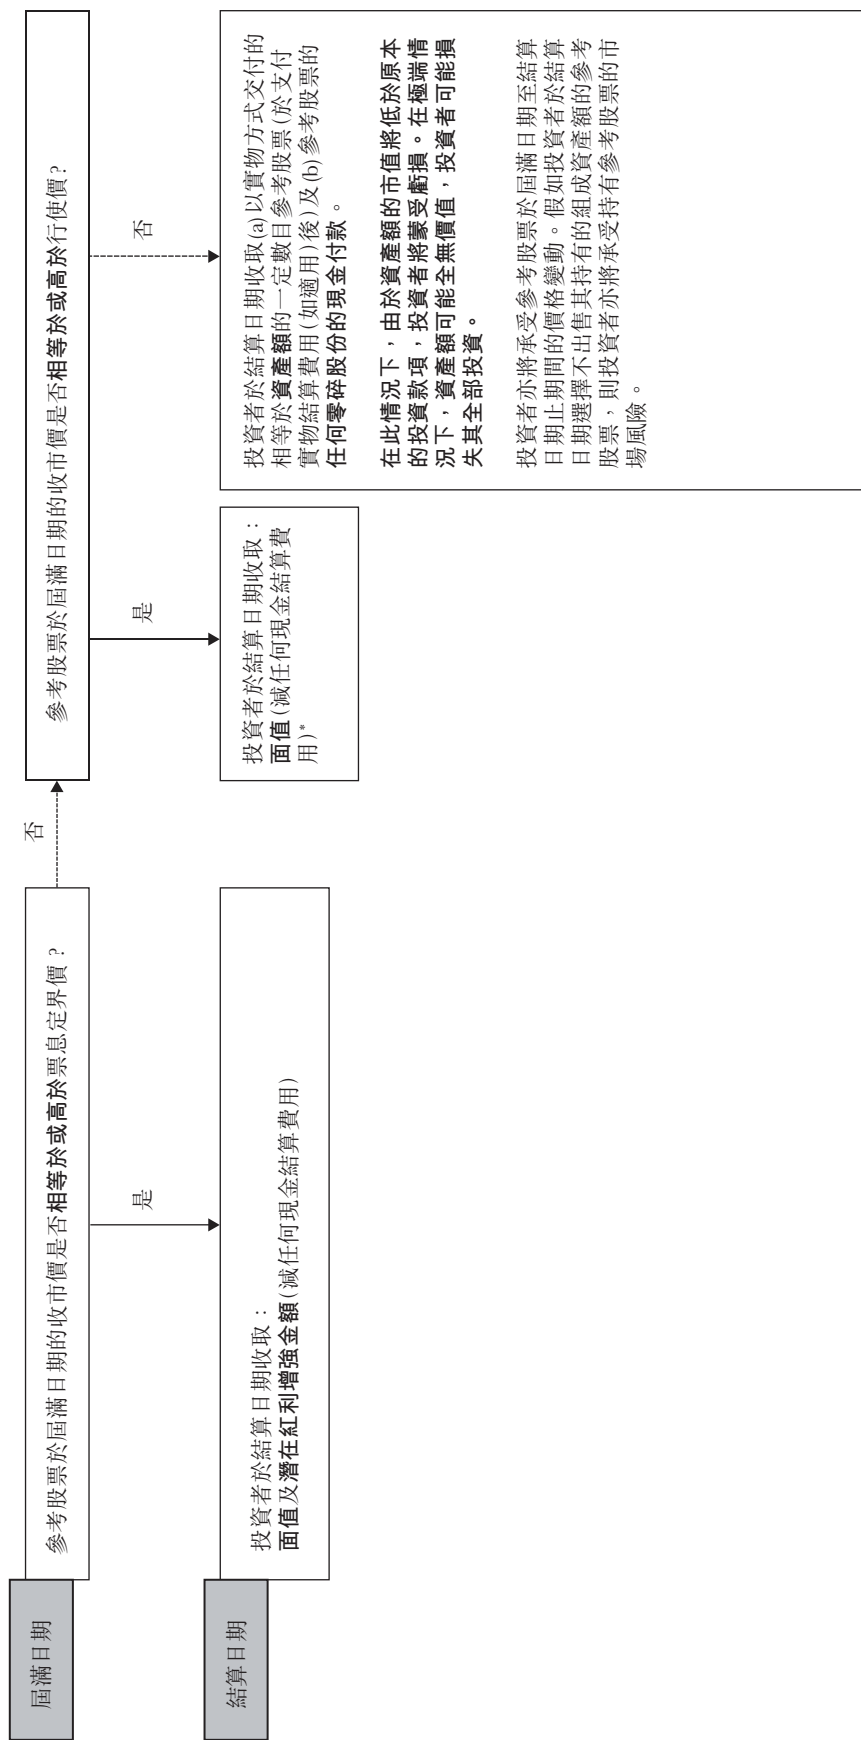 屆滿日期
參考股票於屆滿日期的收市價是否相等於或高於票息定界價？
否
參考股票於屆滿日期的收市價是否相等於或高於行使價？
是
是
否
結算日期
投資者於結算日期收取：
面值及潛在紅利增強金額(減任何現金結算費用)
投資者於結算日期收取：
面值(減任何現金結算費
用)*
投資者於結算日期收取(a)以實物方式交付的
相等於資產額的一定數目參考股票(於支付
實物結算費用(如適用)後)及(b)參考股票的
任何零碎股份的現金付款。
在此情況下，由於資產額的市值將低於原本
的投資款項，投資者將蒙受虧損。在極端情
況下，資產額可能全無價值，投資者可能損
失其全部投資。
投資者亦將承受參考股票於屆滿日期至結算
日期止期間的價格變動。假如投資者於結算
日期選擇不出售其持有的組成資產額的參考
股票，則投資者亦將承受持有參考股票的市
場風險。